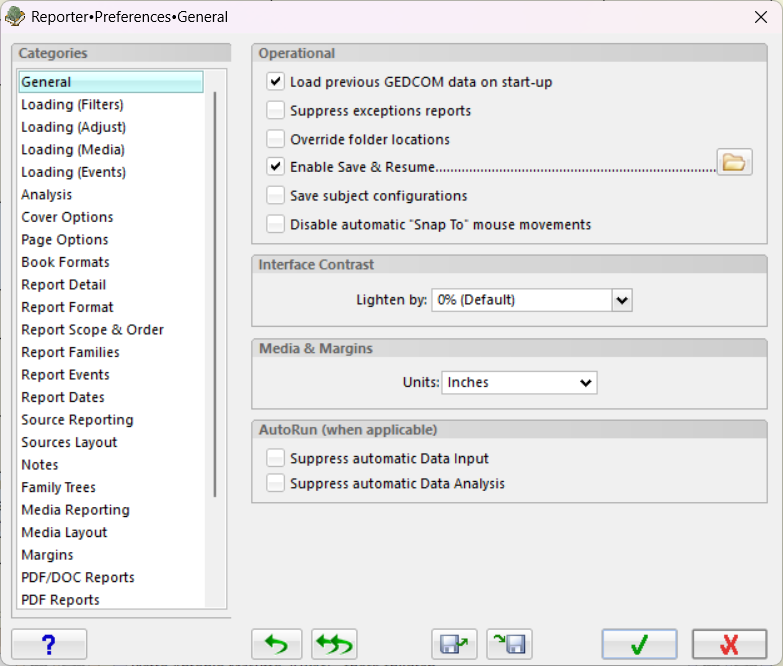 Reporter•Preferences•General
Categories
General
Loading (Filters)
Loading (Adjust)
Loading (Media)
Loading (Events)
Analysis
Cover Options
Page Options
Book Formats
Report Detail
Report Format
Report Scope & Order
Report Families
Report Events
Report Dates
Source Reporting
Sources Layout
Notes
Family Trees
Media Reporting
Media Layout
Margins
PDF/DOC Reports
PDF Reports
Operational
Load previous GEDCOM data on start-up
Suppress exceptions reports
Override folder locations
Enable Save & Resume
Save subject configurations
Disable automatic "Snap To" mouse movements
Interface Contrast
Lighten by: 0% (Default)
Media & Margins
Units: Inches
AutoRun (when applicable)
Suppress automatic Data Input
Suppress automatic Data Analysis
?